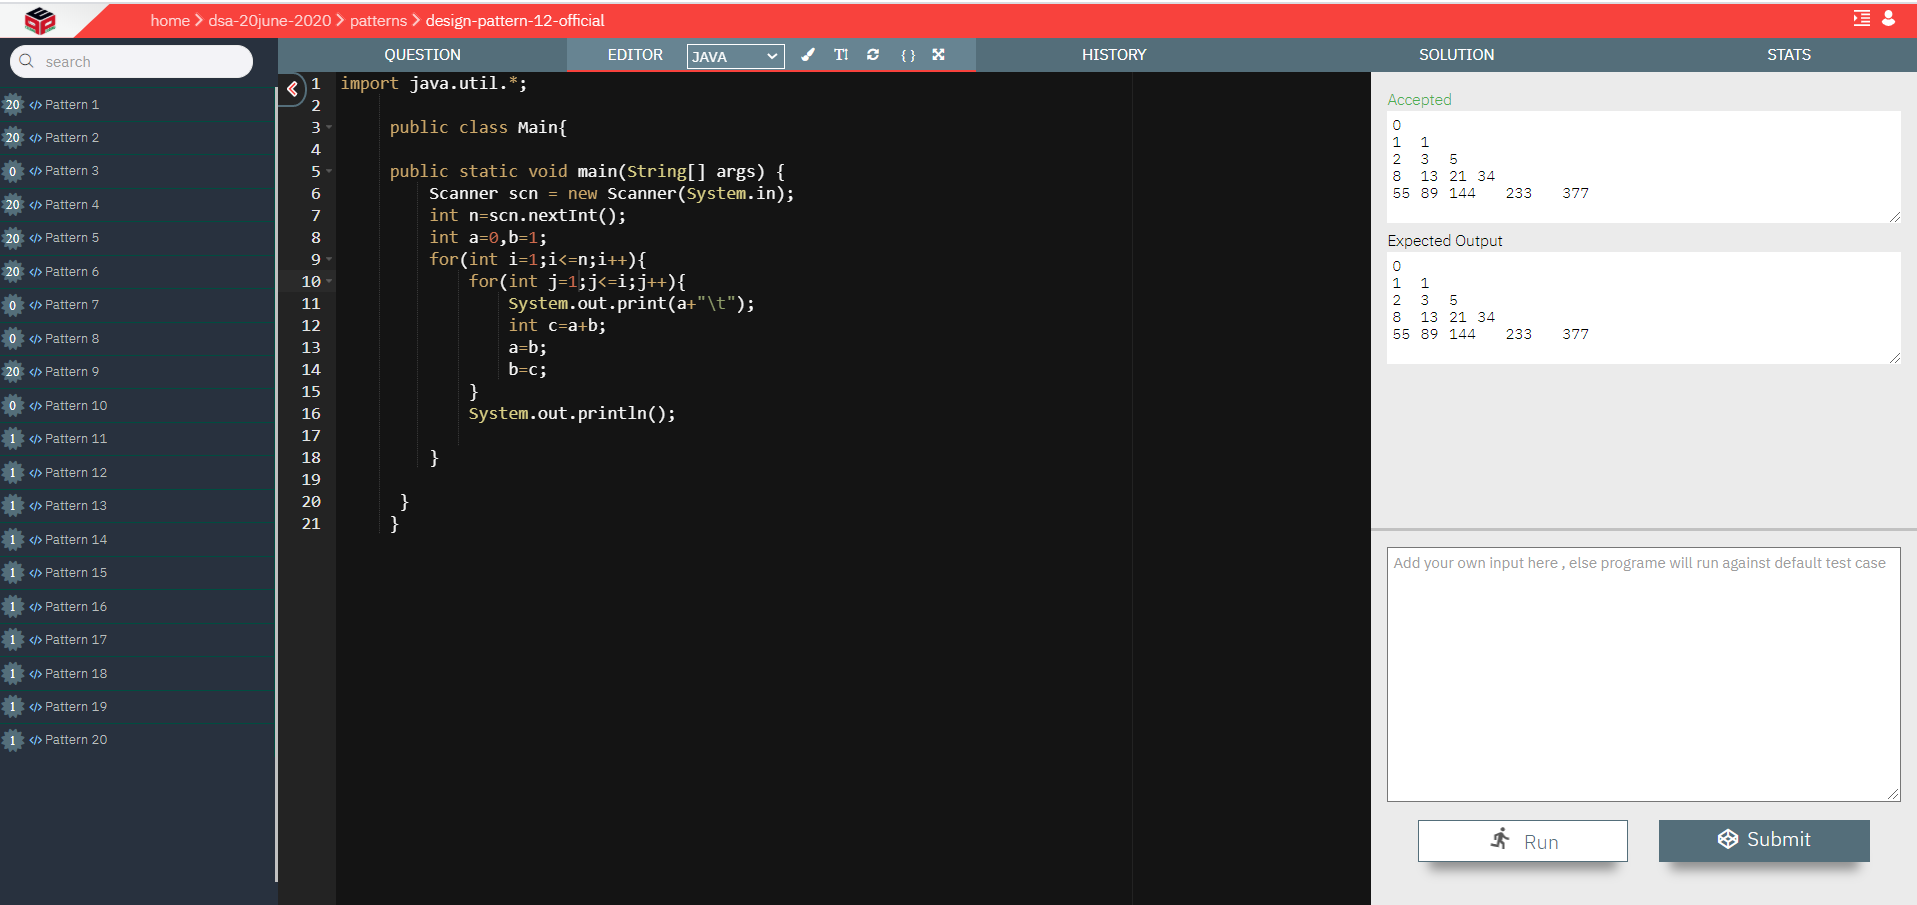 home > dsa-20june-2020 > patterns > design-pattern-12-official
search
QUESTION
EDITOR
JAVA
T!
{ }
HISTORY
SOLUTION
STATS
20 </> Pattern 1
20 </> Pattern 2
0 </> Pattern 3
20 </> Pattern 4
20 </> Pattern 5
20 </> Pattern 6
0 </> Pattern 7
0 </> Pattern 8
20 </> Pattern 9
0 </> Pattern 10
1 </> Pattern 11
1 </> Pattern 12
1 </> Pattern 13
1 </> Pattern 14
1 </> Pattern 15
1 </> Pattern 16
1 </> Pattern 17
1 </> Pattern 18
1 </> Pattern 19
1 </> Pattern 20
1 import java.util.*;
2
3 public class Main{
4
5 public static void main(String[] args) {
6 Scanner scn = new Scanner(System.in);
7 int n=scn.nextInt();
8 int a=0,b=1;
9 for(int i=1;i<=n;i++){
10 for(int j=1;j<=i;j++){
11 System.out.print(a+"\t");
12 int c=a+b;
13 a=b;
14 b=c;
15 }
16 System.out.println();
17
18 }
19
20 }
21 }
Accepted
0
1 1
2 3 5
8 13 21 34
55 89 144 233 377
Expected Output
0
1 1
2 3 5
8 13 21 34
55 89 144 233 377
Add your own input here , else programe will run against default test case
Run
Submit